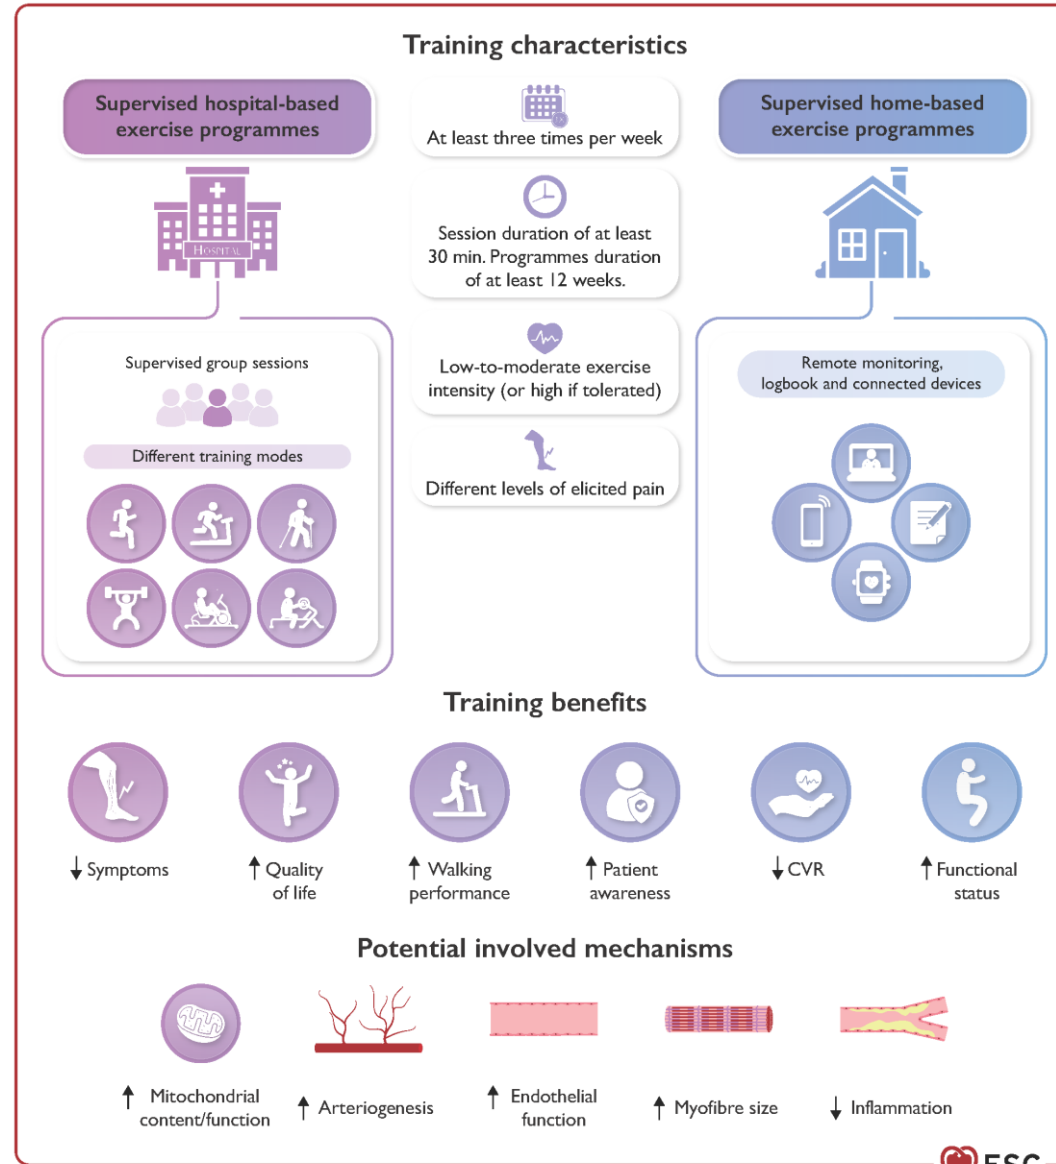 Training characteristics
Supervised hospital-based
exercise programmes
HOSPITAL
Supervised group sessions
Different training modes
At least three times per week
Session duration of at least
30 min. Programmes duration
of at least 12 weeks.
Low-to-moderate exercise
intensity (or high if tolerated)
Different levels of elicited pain
Supervised home-based
exercise programmes
Remote monitoring,
logbook and connected devices
Training benefits
↓ Symptoms
↑ Quality
of life
↑ Walking
performance
↑ Patient
awareness
↓ CVR
↑ Functional
status
Potential involved mechanisms
↑ Mitochondrial
content/function
↑ Arteriogenesis
↑ Endothelial
function
↑ Myofibre size
↓ Inflammation
ESC